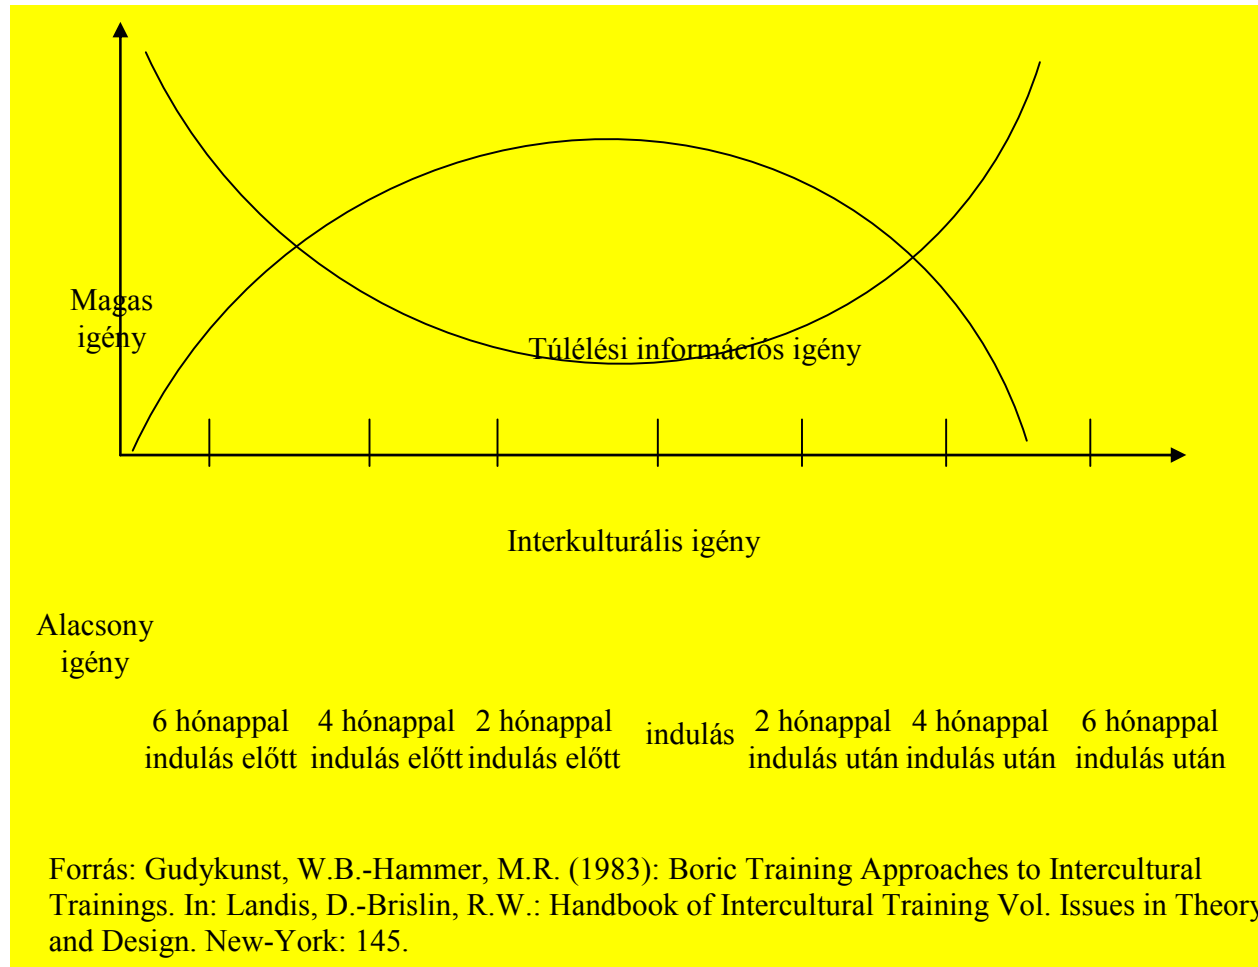 Magas
igény
Túlélési információs igény
Interkulturális igény
Alacsony
igény
6 hónappal
indulás előtt
4 hónappal
indulás előtt
2 hónappal
indulás előtt
indulás
2 hónappal
indulás után
4 hónappal
indulás után
6 hónappal
indulás után
Forrás: Gudykunst, W.B.-Hammer, M.R. (1983): Boric Training Approaches to Intercultural
Trainings. In: Landis, D.-Brislin, R.W.: Handbook of Intercultural Training Vol. Issues in Theory
and Design. New-York: 145.